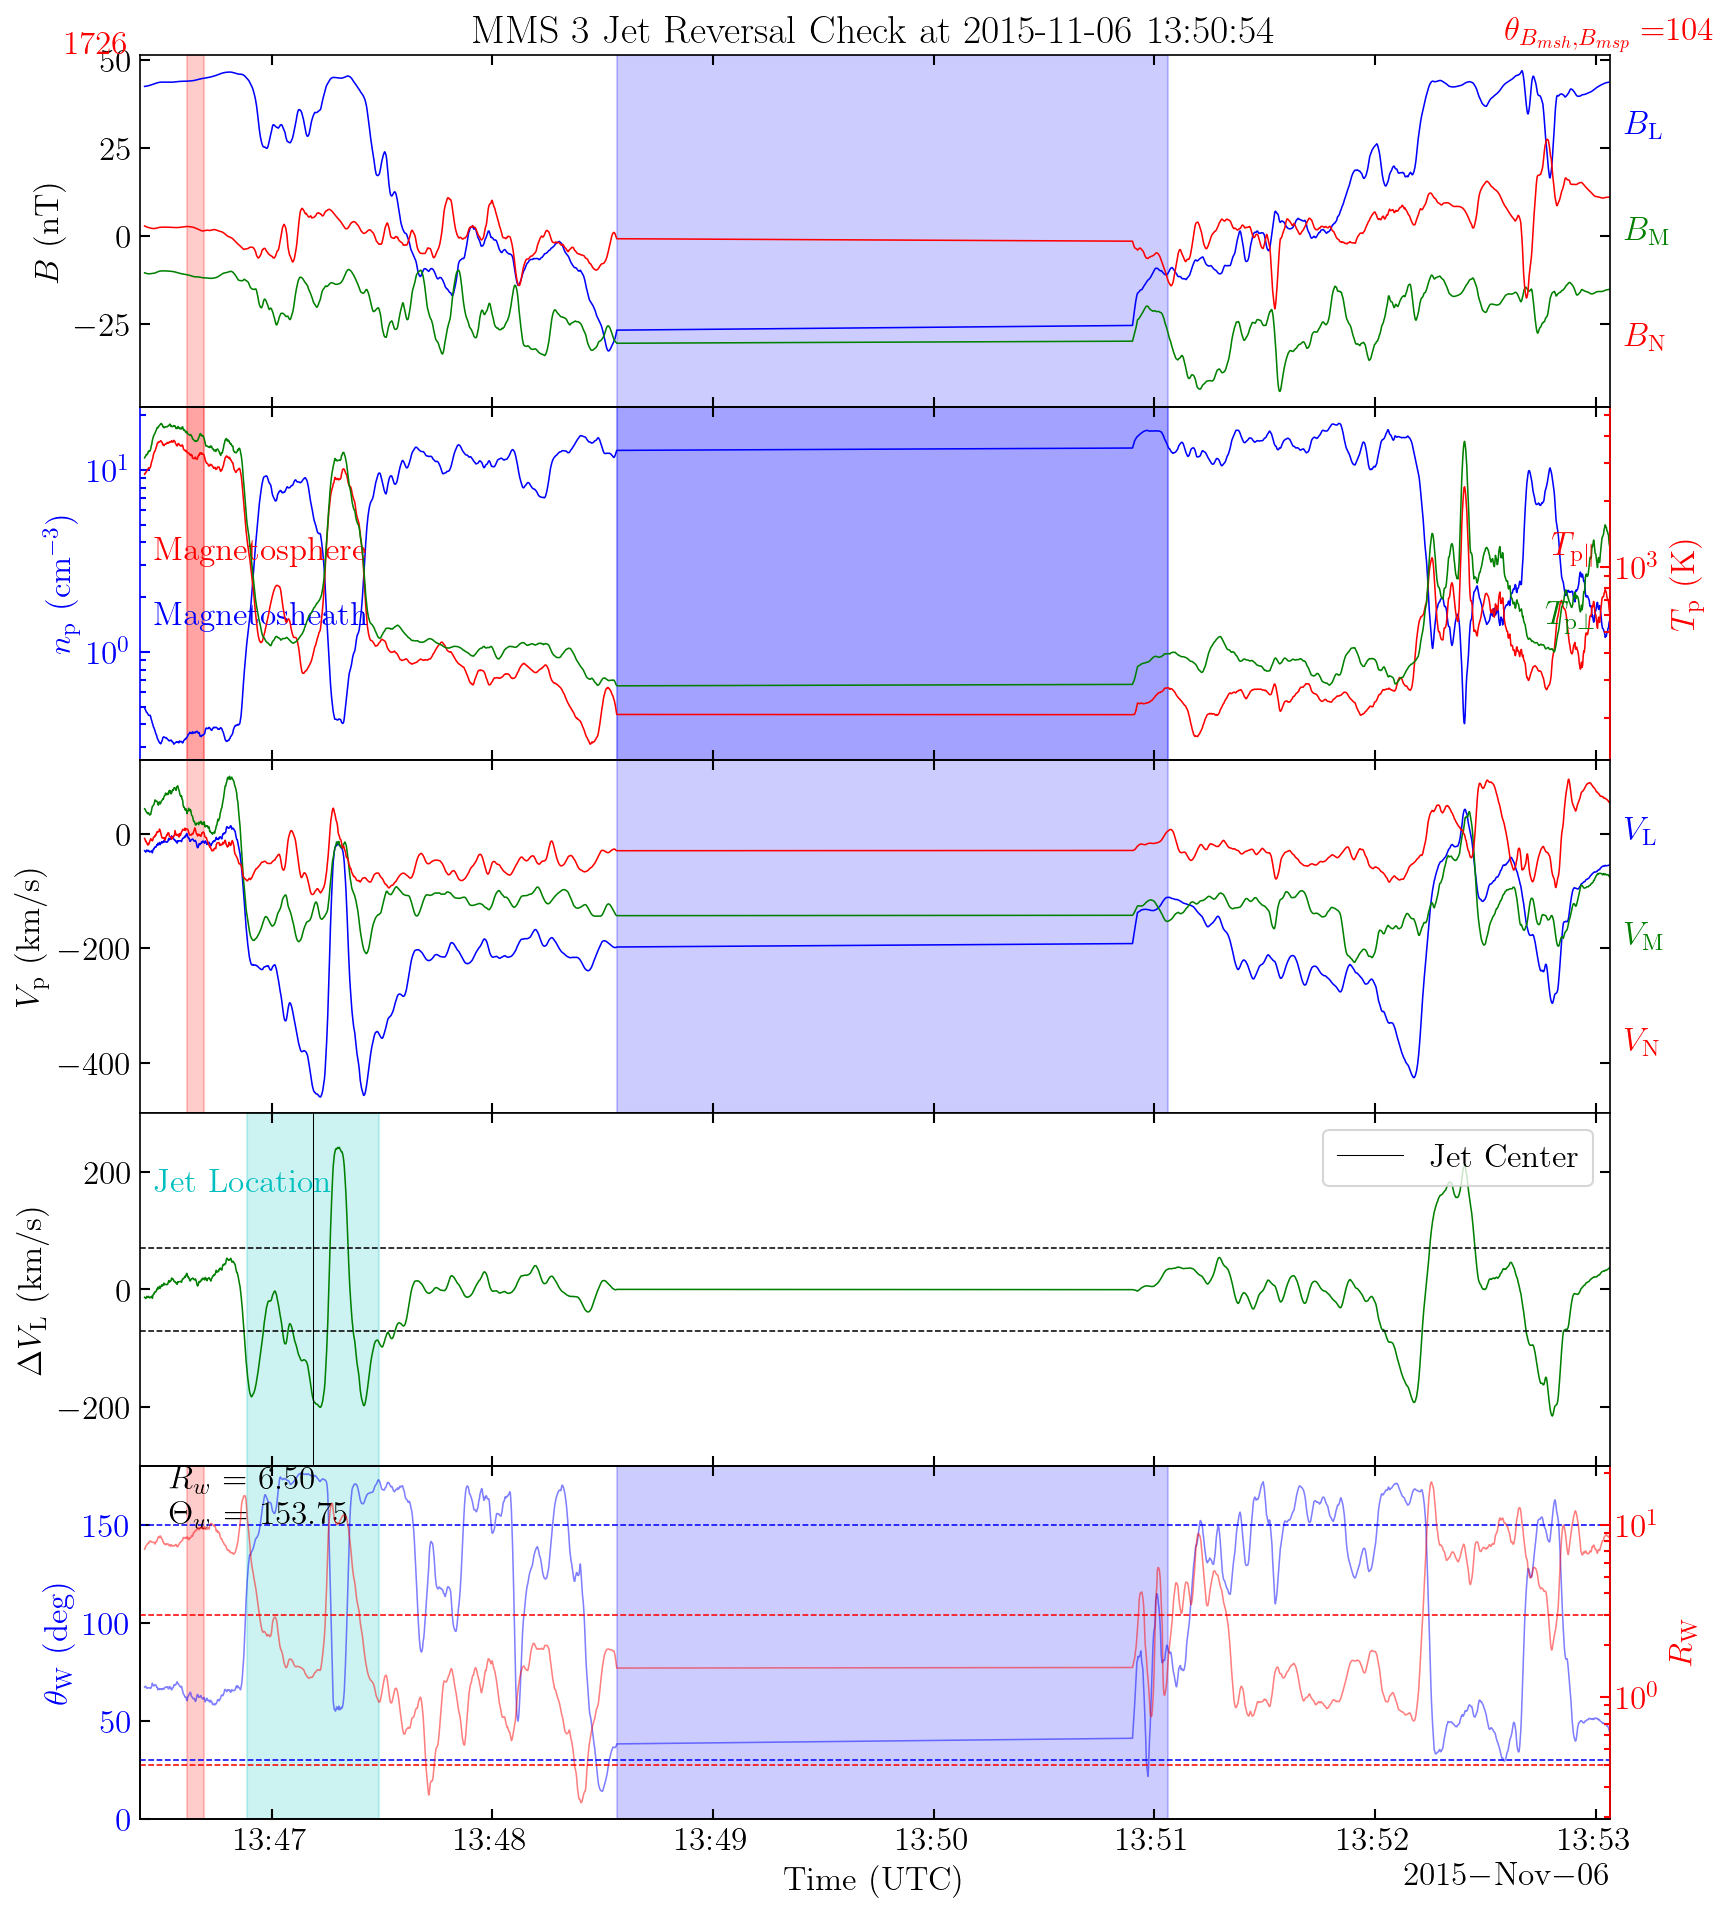 MMS 3 Jet Reversal Check at 2015-11-06 13:50:54
θ_{B_{msh},B_{msp}} =104
1726
50
25
0
−25
B (nT)
B_L
B_M
B_N
10^1
10^0
n_p (cm^{−3})
Magnetosphere
Magnetosheath
T_{p∥}
T_{p⊥}
10^3
T_p (K)
0
−200
−400
V_p (km/s)
V_L
V_M
V_N
200
0
−200
ΔV_L (km/s)
Jet Location
Jet Center
R_w = 6.50
Θ_w = 153.75
150
100
50
0
θ_W (deg)
10^1
10^0
R_W
13:47
13:48
13:49
13:50
13:51
13:52
13:53
Time (UTC)
2015−Nov−06